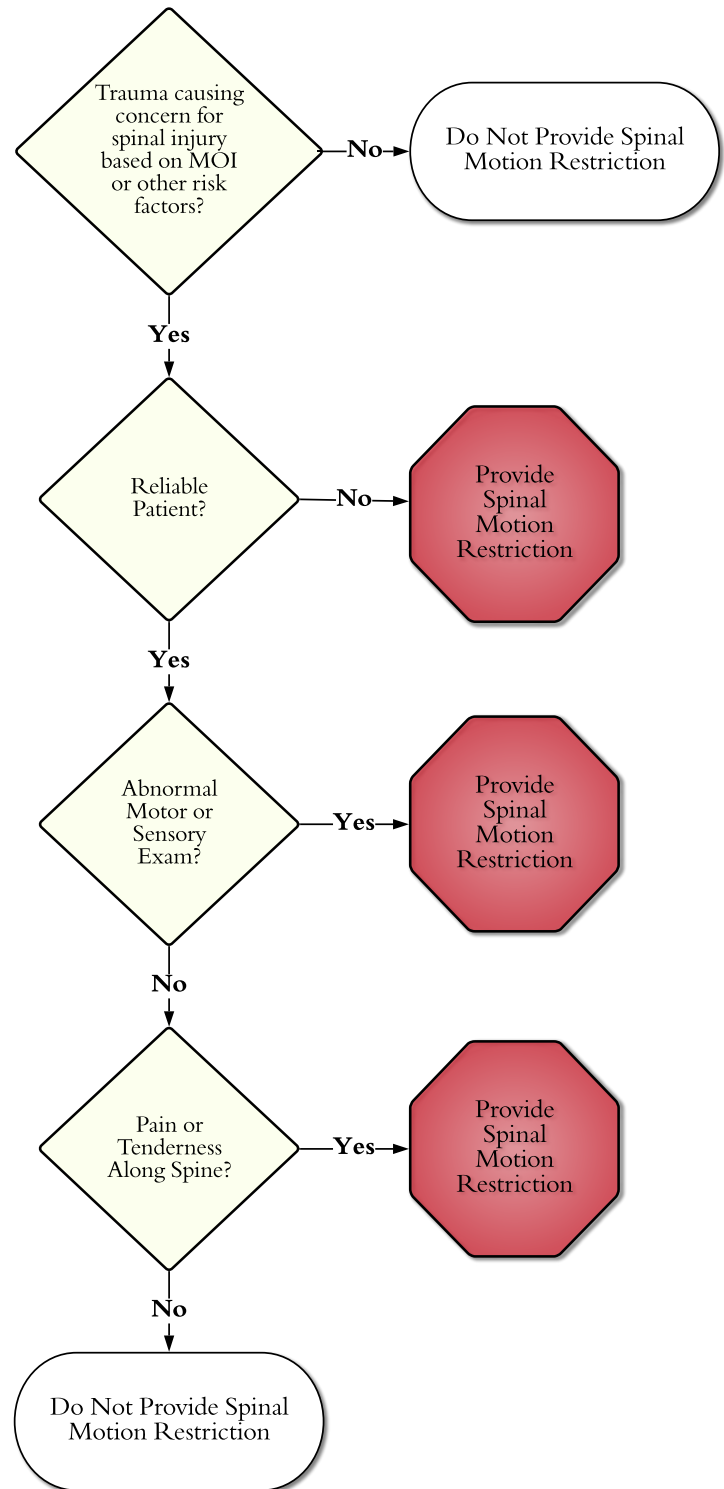 Trauma causing
concern for
spinal injury
based on MOI
or other risk
factors?
No
Do Not Provide Spinal
Motion Restriction
Yes
Reliable
Patient?
No
Provide
Spinal
Motion
Restriction
Yes
Abnormal
Motor or
Sensory
Exam?
Yes
Provide
Spinal
Motion
Restriction
No
Pain or
Tenderness
Along Spine?
Yes
Provide
Spinal
Motion
Restriction
No
Do Not Provide Spinal
Motion Restriction